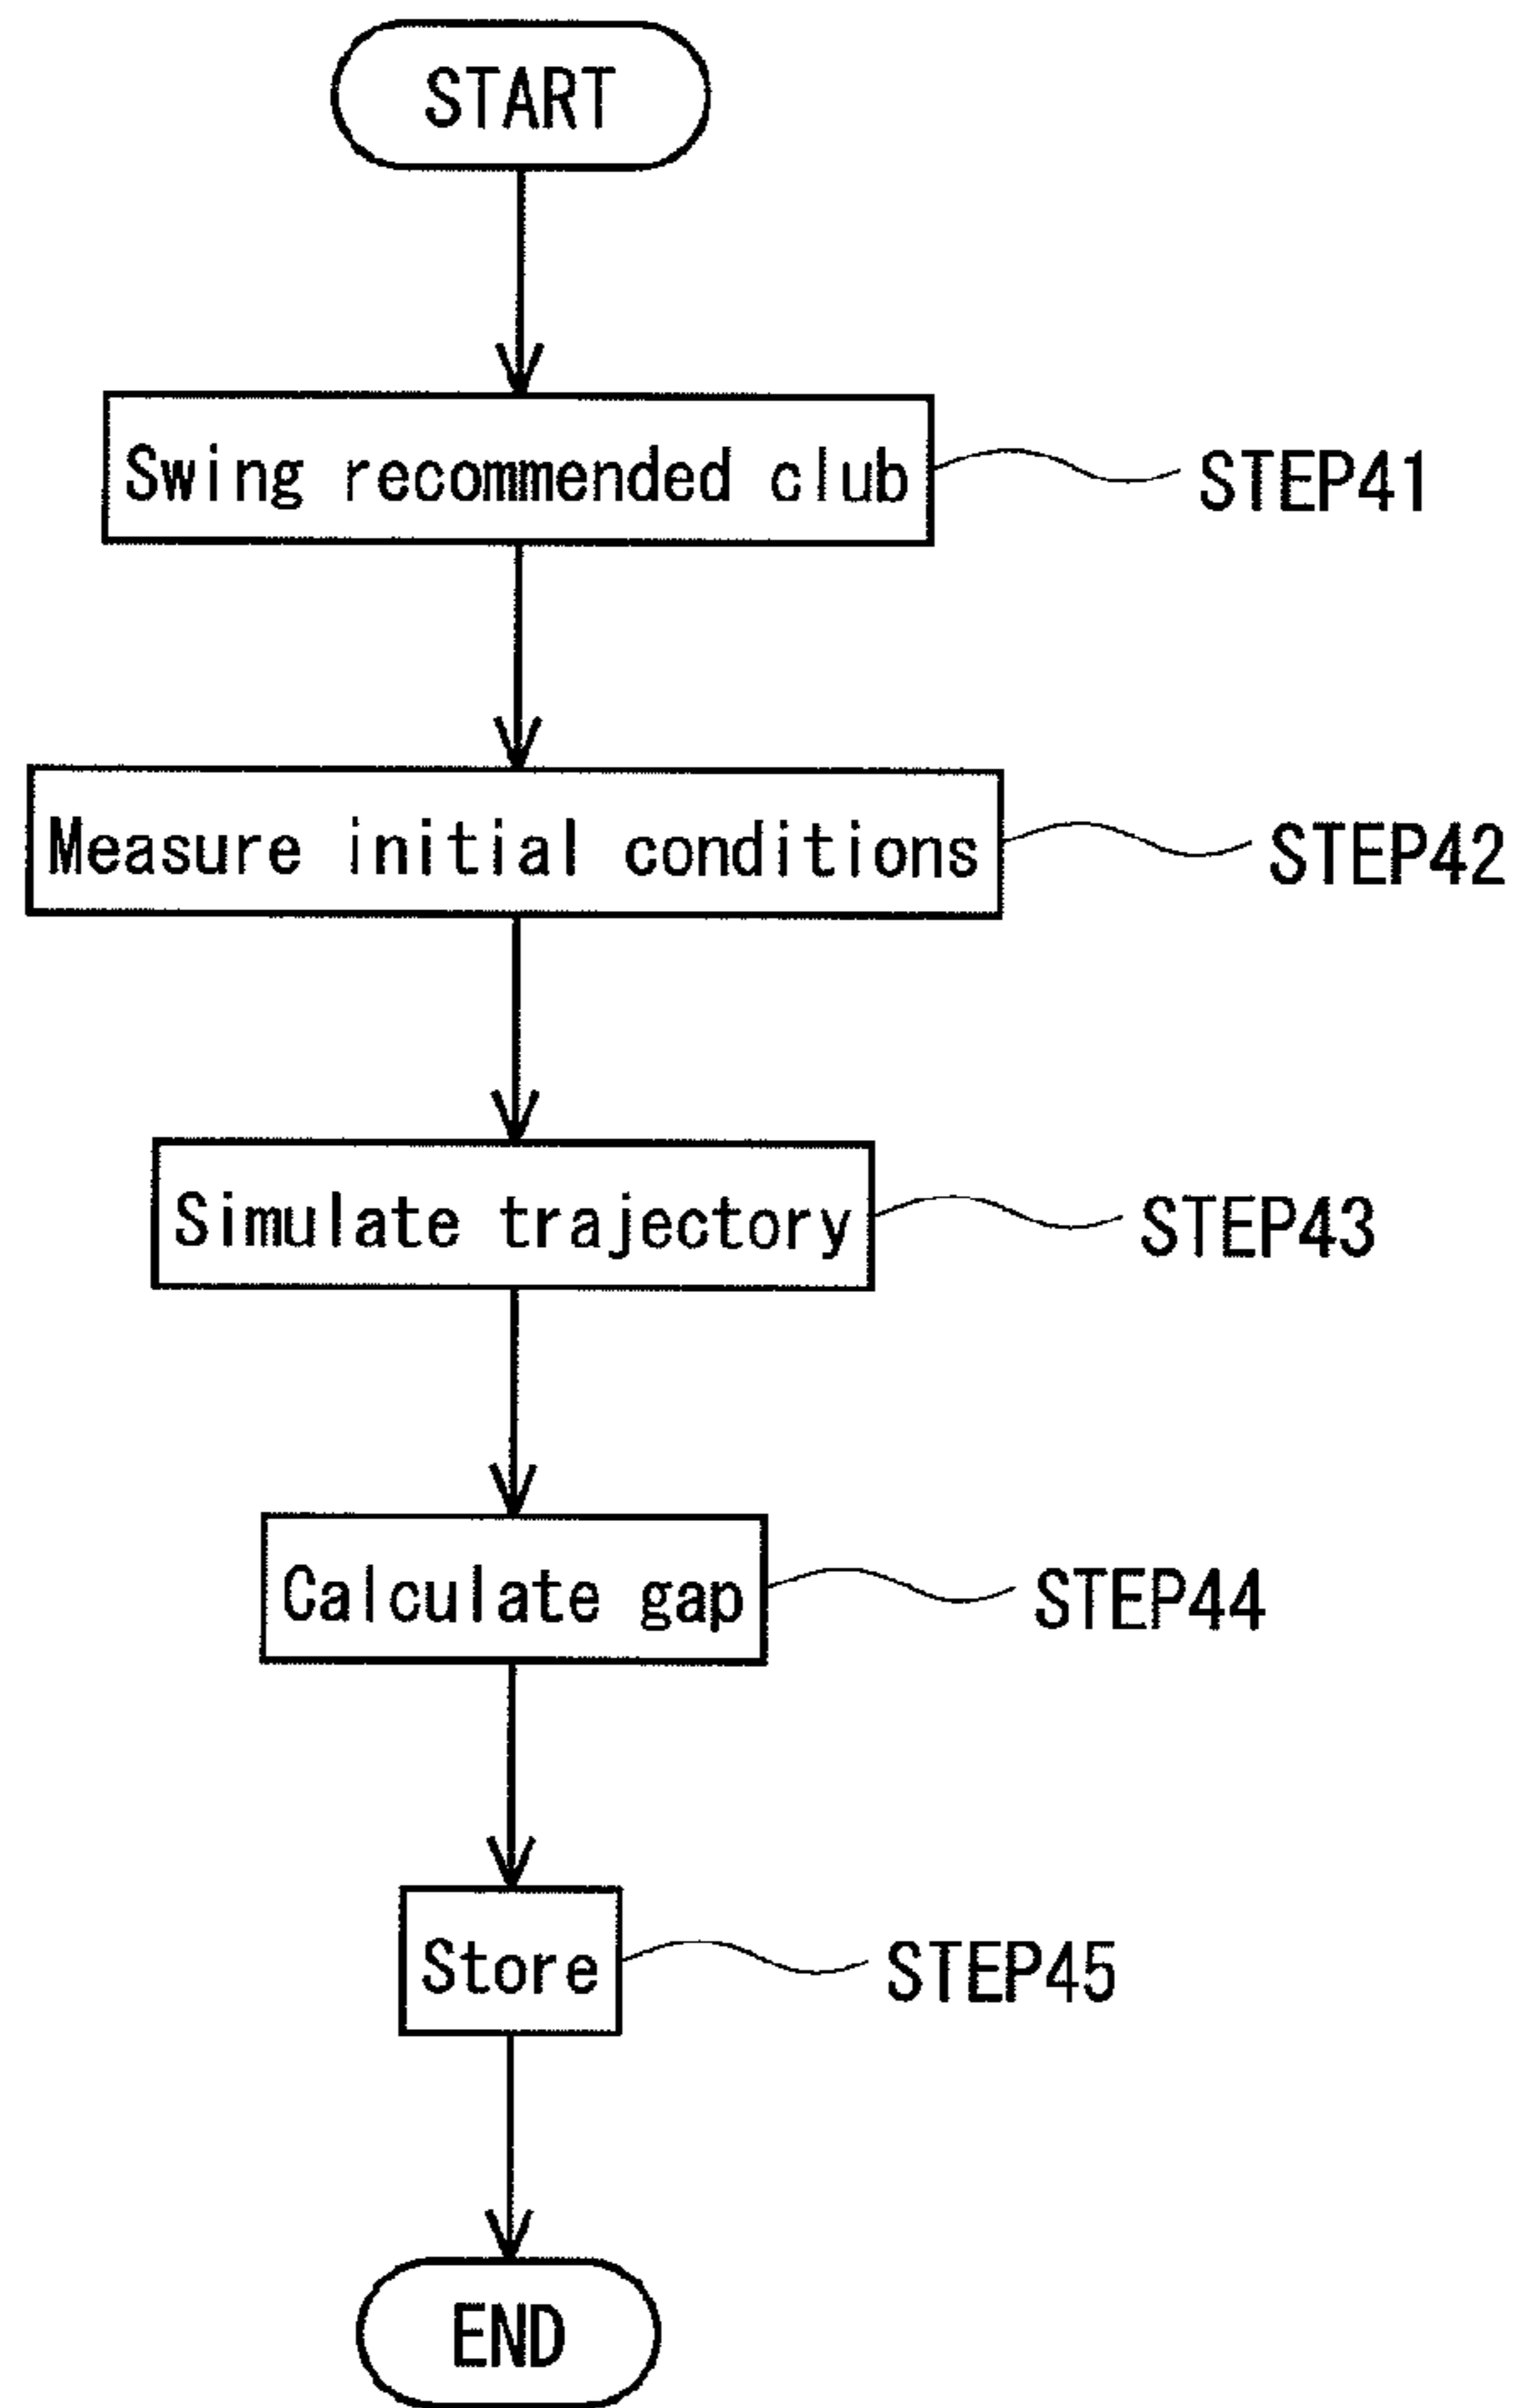 START
Swing recommended club
STEP41
Measure initial conditions
STEP42
Simulate trajectory
STEP43
Calculate gap
STEP44
Store
STEP45
END